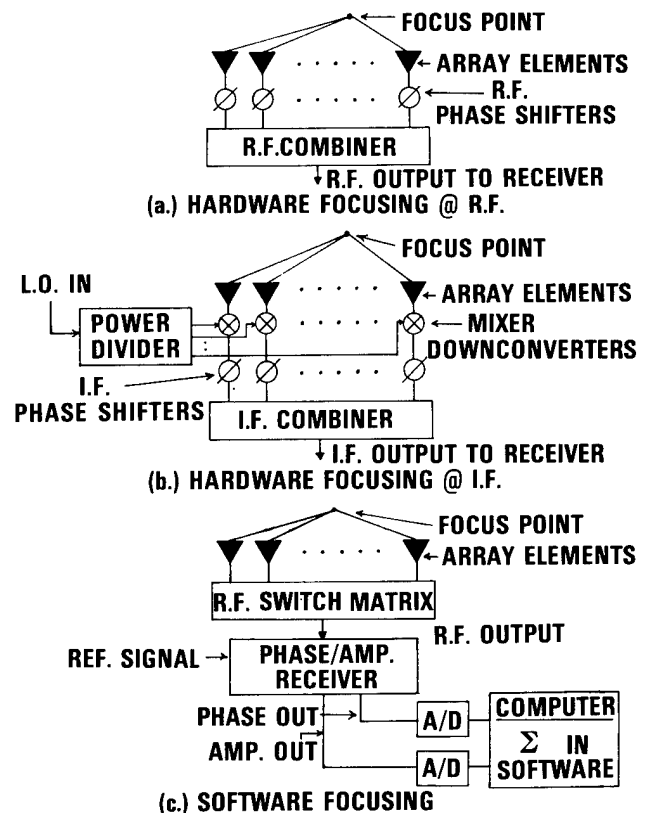 FOCUS POINT
ARRAY ELEMENTS
R.F.
PHASE SHIFTERS
R.F.COMBINER
R.F. OUTPUT TO RECEIVER
(a.) HARDWARE FOCUSING @ R.F.
FOCUS POINT
L.O. IN
ARRAY ELEMENTS
POWER
DIVIDER
MIXER
DOWNCONVERTERS
I.F.
PHASE SHIFTERS
I.F. COMBINER
I.F. OUTPUT TO RECEIVER
(b.) HARDWARE FOCUSING @ I.F.
FOCUS POINT
ARRAY ELEMENTS
R.F. SWITCH MATRIX
R.F. OUTPUT
REF. SIGNAL
PHASE/AMP.
RECEIVER
PHASE OUT
AMP. OUT
A/D
A/D
COMPUTER
Σ IN
SOFTWARE
(c.) SOFTWARE FOCUSING